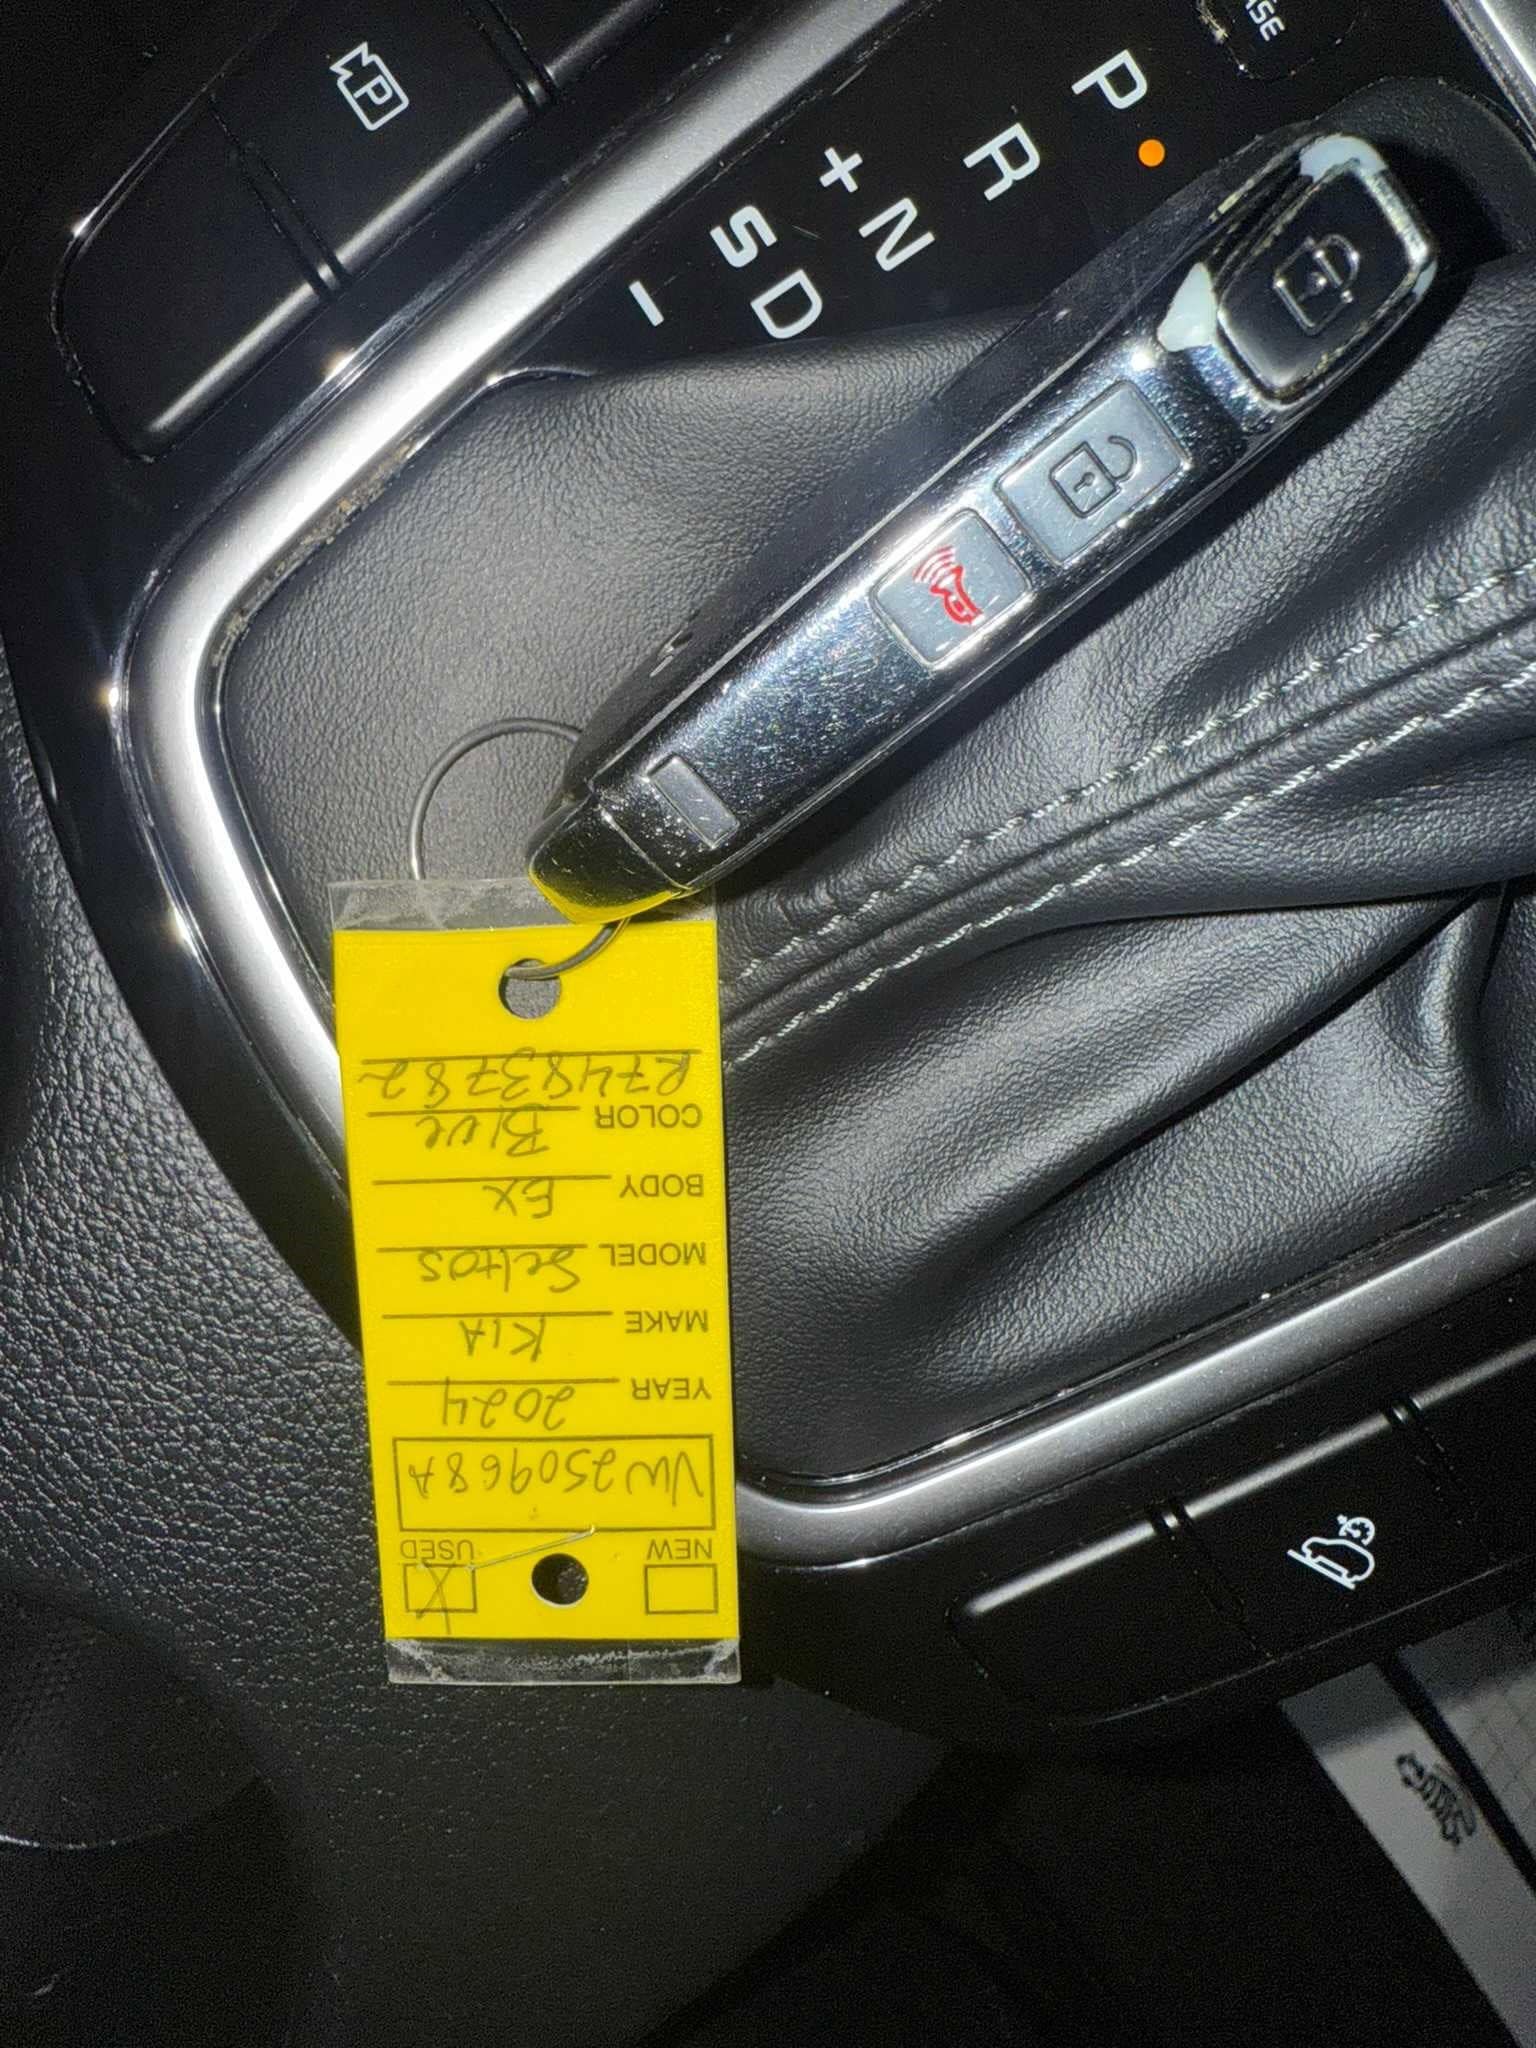 P
R
N
D
+
S
-
P
NEW USED
VW250968A
YEAR 2024
MAKE KIA
MODEL Seltos
BODY EX
COLOR Blue
R7483782